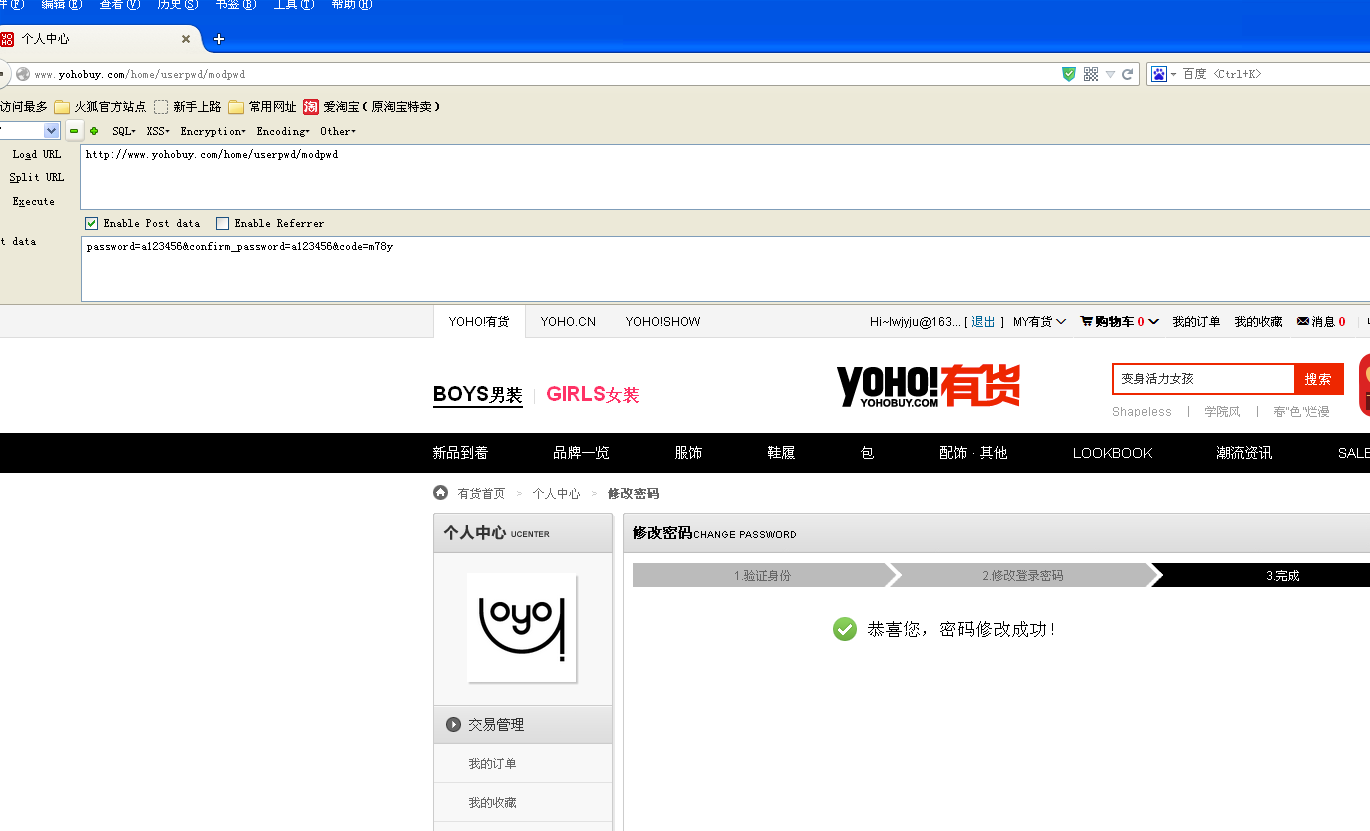 件(F) 编辑(E) 查看(V) 历史(S) 书签(B) 工具(T) 帮助(H)
YO HO 个人中心
www.yohobuy.com/home/userpwd/modpwd 百度 <Ctrl+K>
访问最多 火狐官方站点 新手上路 常用网址 淘 爱淘宝(原淘宝特卖)
SQL XSS Encryption Encoding Other
Load URL http://www.yohobuy.com/home/userpwd/modpwd
Split URL
Execute
Enable Post data Enable Referrer
t data password=a123456&confirm_password=a123456&code=m78y
YOHO!有货 YOHO.CN YOHO!SHOW Hi~lwjyju@163... [ 退出 ] MY有货 购物车 0 我的订单 我的收藏 消息 0
BOYS男装 GIRLS女装 YOHO!有货 YOHOBUY.COM 变身活力女孩 搜索
Shapeless | 学院风 | 春"色"烂漫
新品到着 品牌一览 服饰 鞋履 包 配饰 · 其他 LOOKBOOK 潮流资讯 SALE
有货首页 > 个人中心 > 修改密码
个人中心 UCENTER 修改密码CHANGE PASSWORD
1.验证身份 2.修改登录密码 3.完成
恭喜您，密码修改成功！
yoyo!
交易管理
我的订单
我的收藏